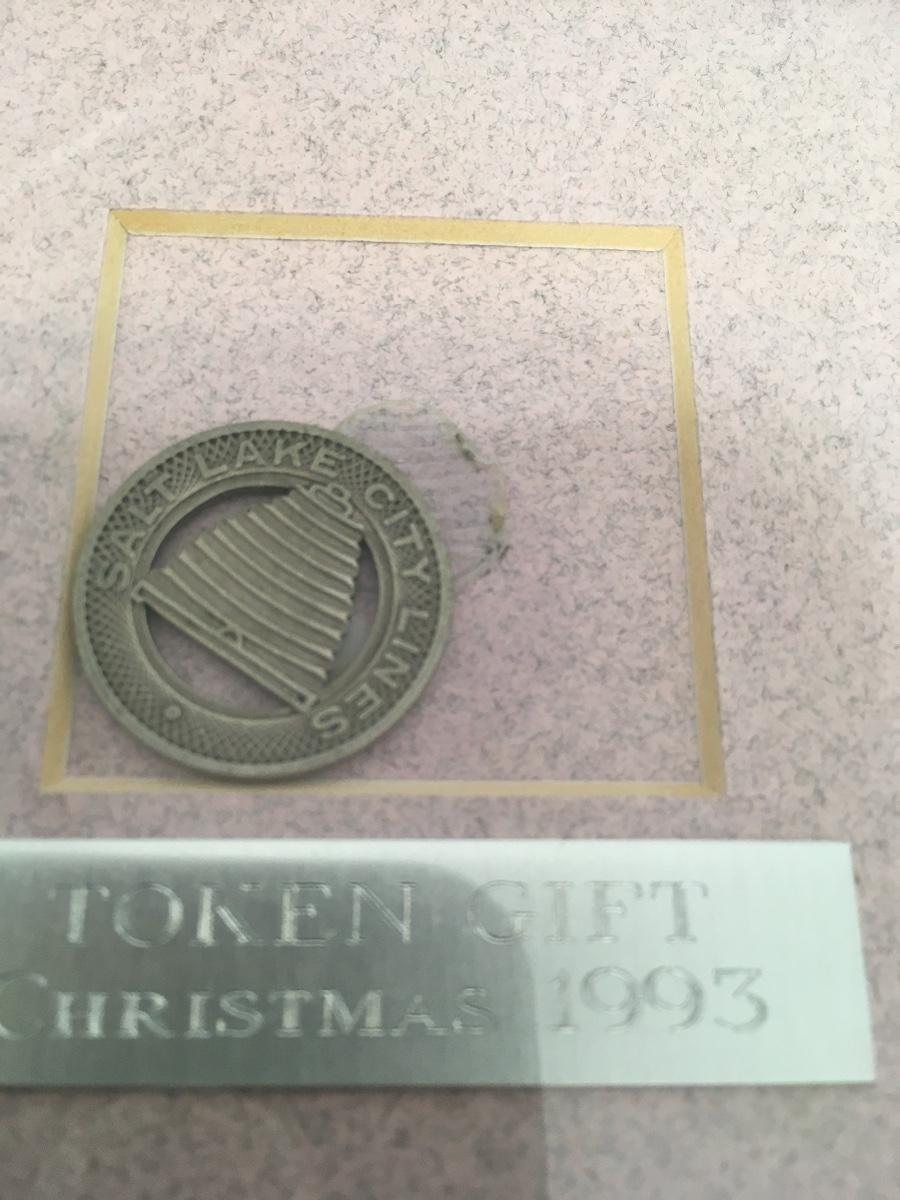 SALT LAKE CITY LINES
TOKEN GIFT
CHRISTMAS 1993